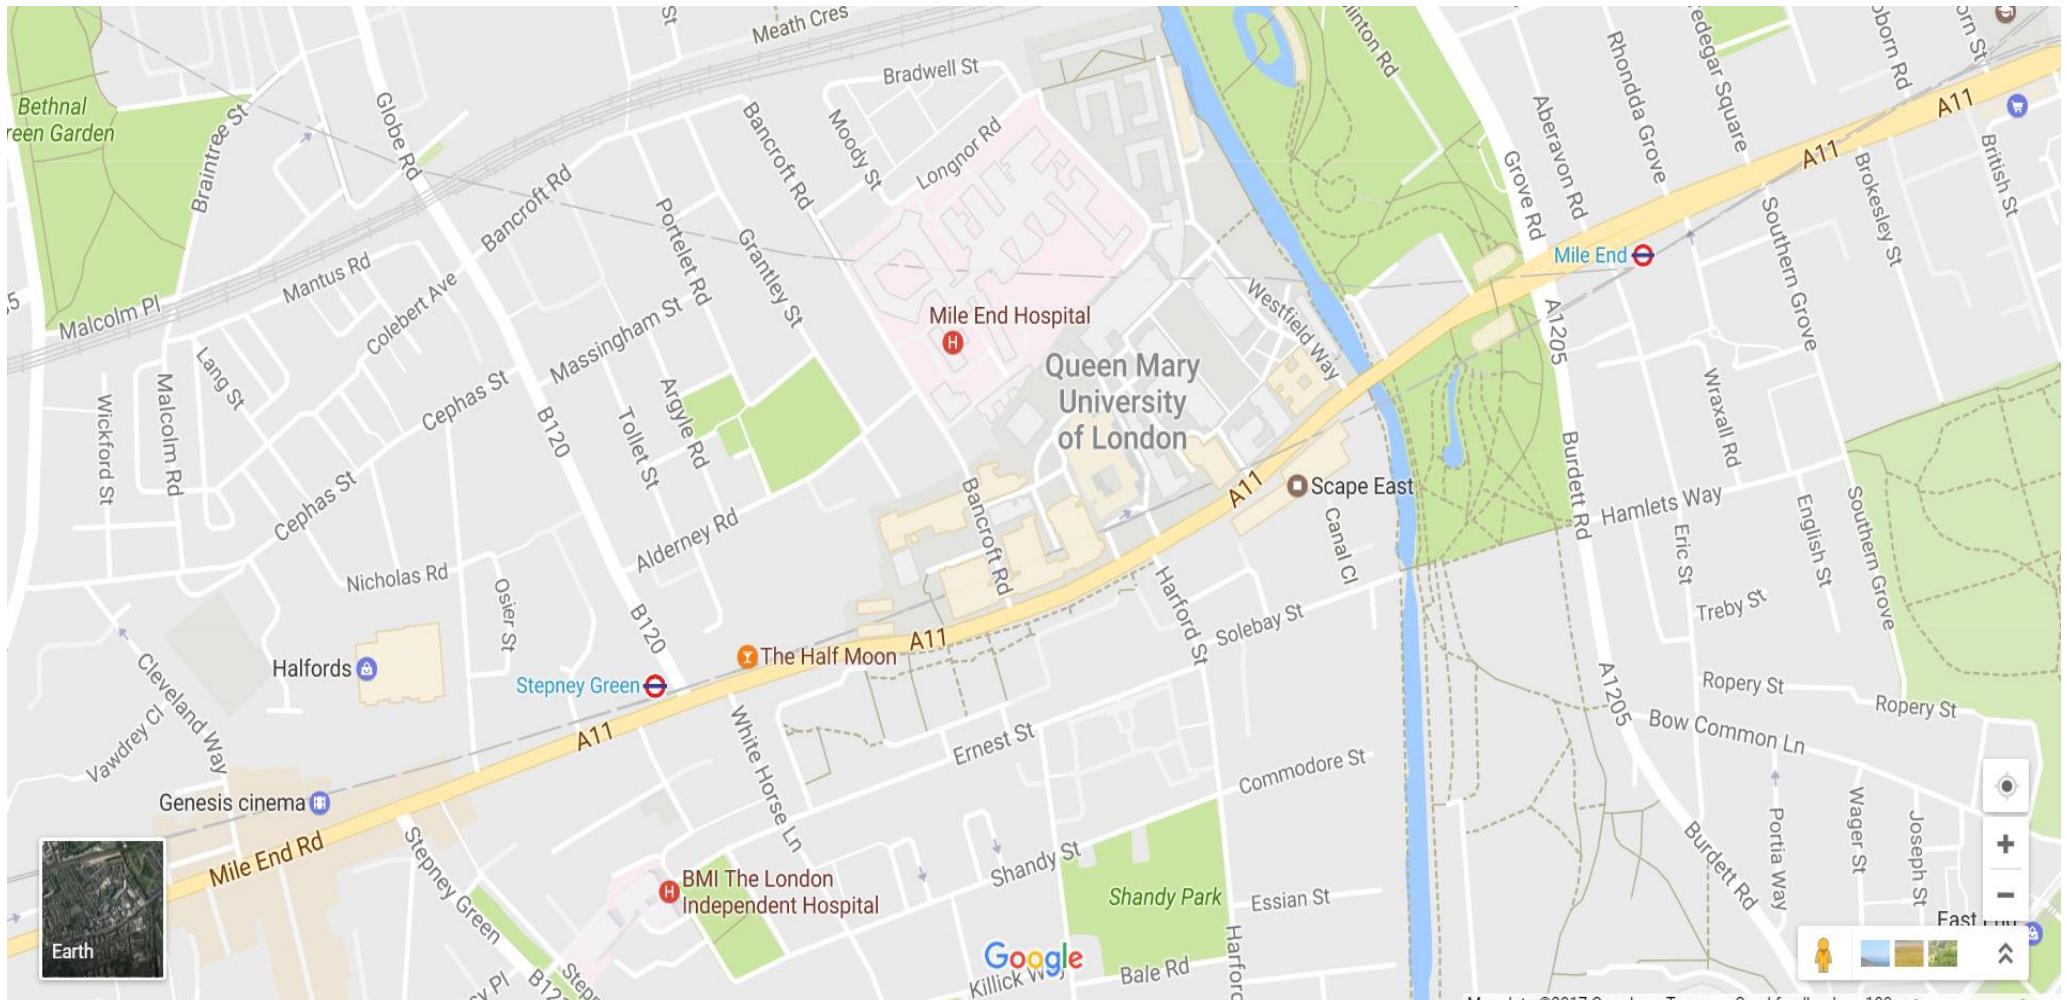 Meath Cres
St
Bradwell St
Bethnal
reen Garden
Braintree St
Globe Rd
Bancroft Rd
Moody St
Longnor Rd
Grove Rd
Aberavon Rd
Rhondda Grove
edegar Square
A11
A11
Brokesley St
British St
Bancroft Rd
Portelet Rd
Grantley St
Mile End
Southern Grove
Mantus Rd
Colebert Ave
Malcolm Pl
Massingham St
Mile End Hospital
Westfield Way
A1205
Queen Mary
University
of London
Lang St
Malcolm Rd
Wickford St
Cephas St
B120
Tollet St
Argyle Rd
Wraxall Rd
Burdett Rd
Hamlets Way
A11
Scape East
Canal Cl
Cephas St
Alderney Rd
Bancroft Rd
Eric St
English St
Southern Grove
Nicholas Rd
Osier St
B120
Harford St
Solebay St
Treby St
A11
The Half Moon
Halfords
Stepney Green
Cleveland Way
Vawdrey Cl
A11
White Horse Ln
Ernest St
Commodore St
A1205
Ropery St
Ropery St
Bow Common Ln
Genesis cinema
Mile End Rd
Stepney Green
Shandy St
Burdett Rd
Portia Way
Wager St
Joseph St
BMI The London
Independent Hospital
Shandy Park
Essian St
Earth
Google
Bale Rd
Killick
East